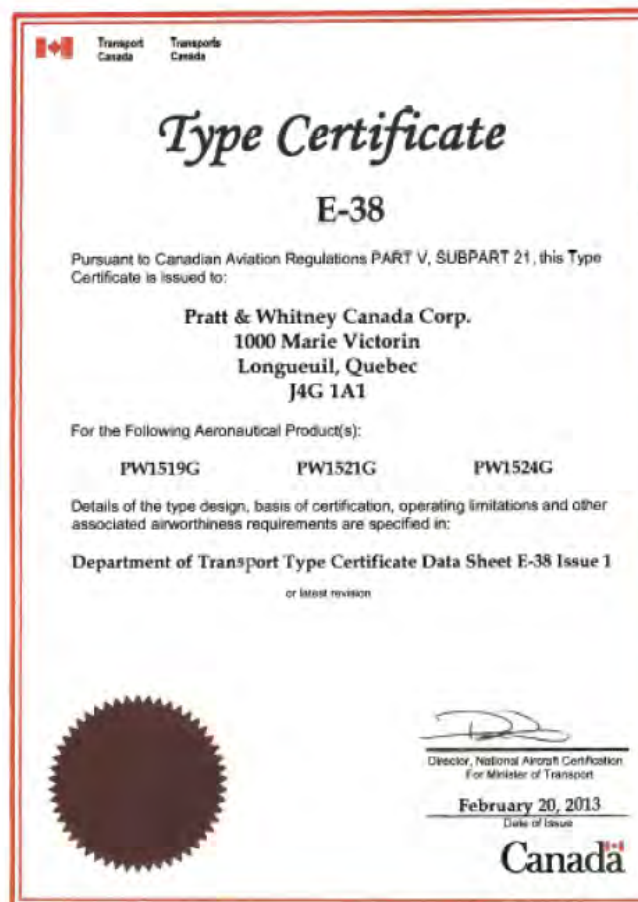 Transport Canada
Transports Canada
Type Certificate
E-38
Pursuant to Canadian Aviation Regulations PART V, SUBPART 21, this Type
Certificate is issued to:
Pratt & Whitney Canada Corp.
1000 Marie Victorin
Longueuil, Quebec
J4G 1A1
For the Following Aeronautical Product(s):
PW1519G PW1521G PW1524G
Details of the type design, basis of certification, operating limitations and other
associated airworthiness requirements are specified in:
Department of Transport Type Certificate Data Sheet E-38 Issue 1
or latest revision
Director, National Aircraft Certification
For Minister of Transport
February 20, 2013
Date of Issue
Canada